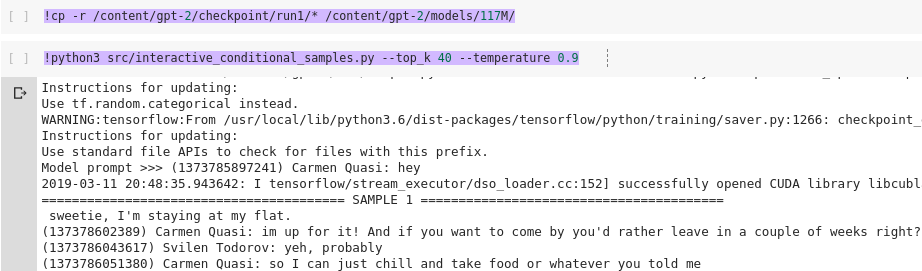 [ ] !cp -r /content/gpt-2/checkpoint/run1/* /content/gpt-2/models/117M/
[ ] !python3 src/interactive_conditional_samples.py --top_k 40 --temperature 0.9
Instructions for updating:
Use tf.random.categorical instead.
WARNING:tensorflow:From /usr/local/lib/python3.6/dist-packages/tensorflow/python/training/saver.py:1266: checkpoint_
Instructions for updating:
Use standard file APIs to check for files with this prefix.
Model prompt >>> (1373785897241) Carmen Quasi: hey
2019-03-11 20:48:35.943642: I tensorflow/stream_executor/dso_loader.cc:152] successfully opened CUDA library libcubl
======================================== SAMPLE 1 ========================================
sweetie, I'm staying at my flat.
(1373378602389) Carmen Quasi: im up for it! And if you want to come by you'd rather leave in a couple of weeks right?
(1373786043617) Svilen Todorov: yeh, probably
(1373786051380) Carmen Quasi: so I can just chill and take food or whatever you told me